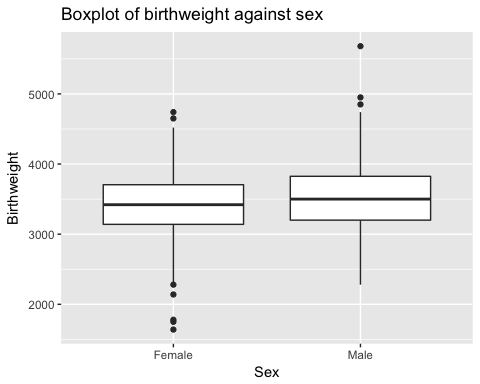 Boxplot of birthweight against sex
5000
4000
3000
2000
Birthweight
Female Male
Sex